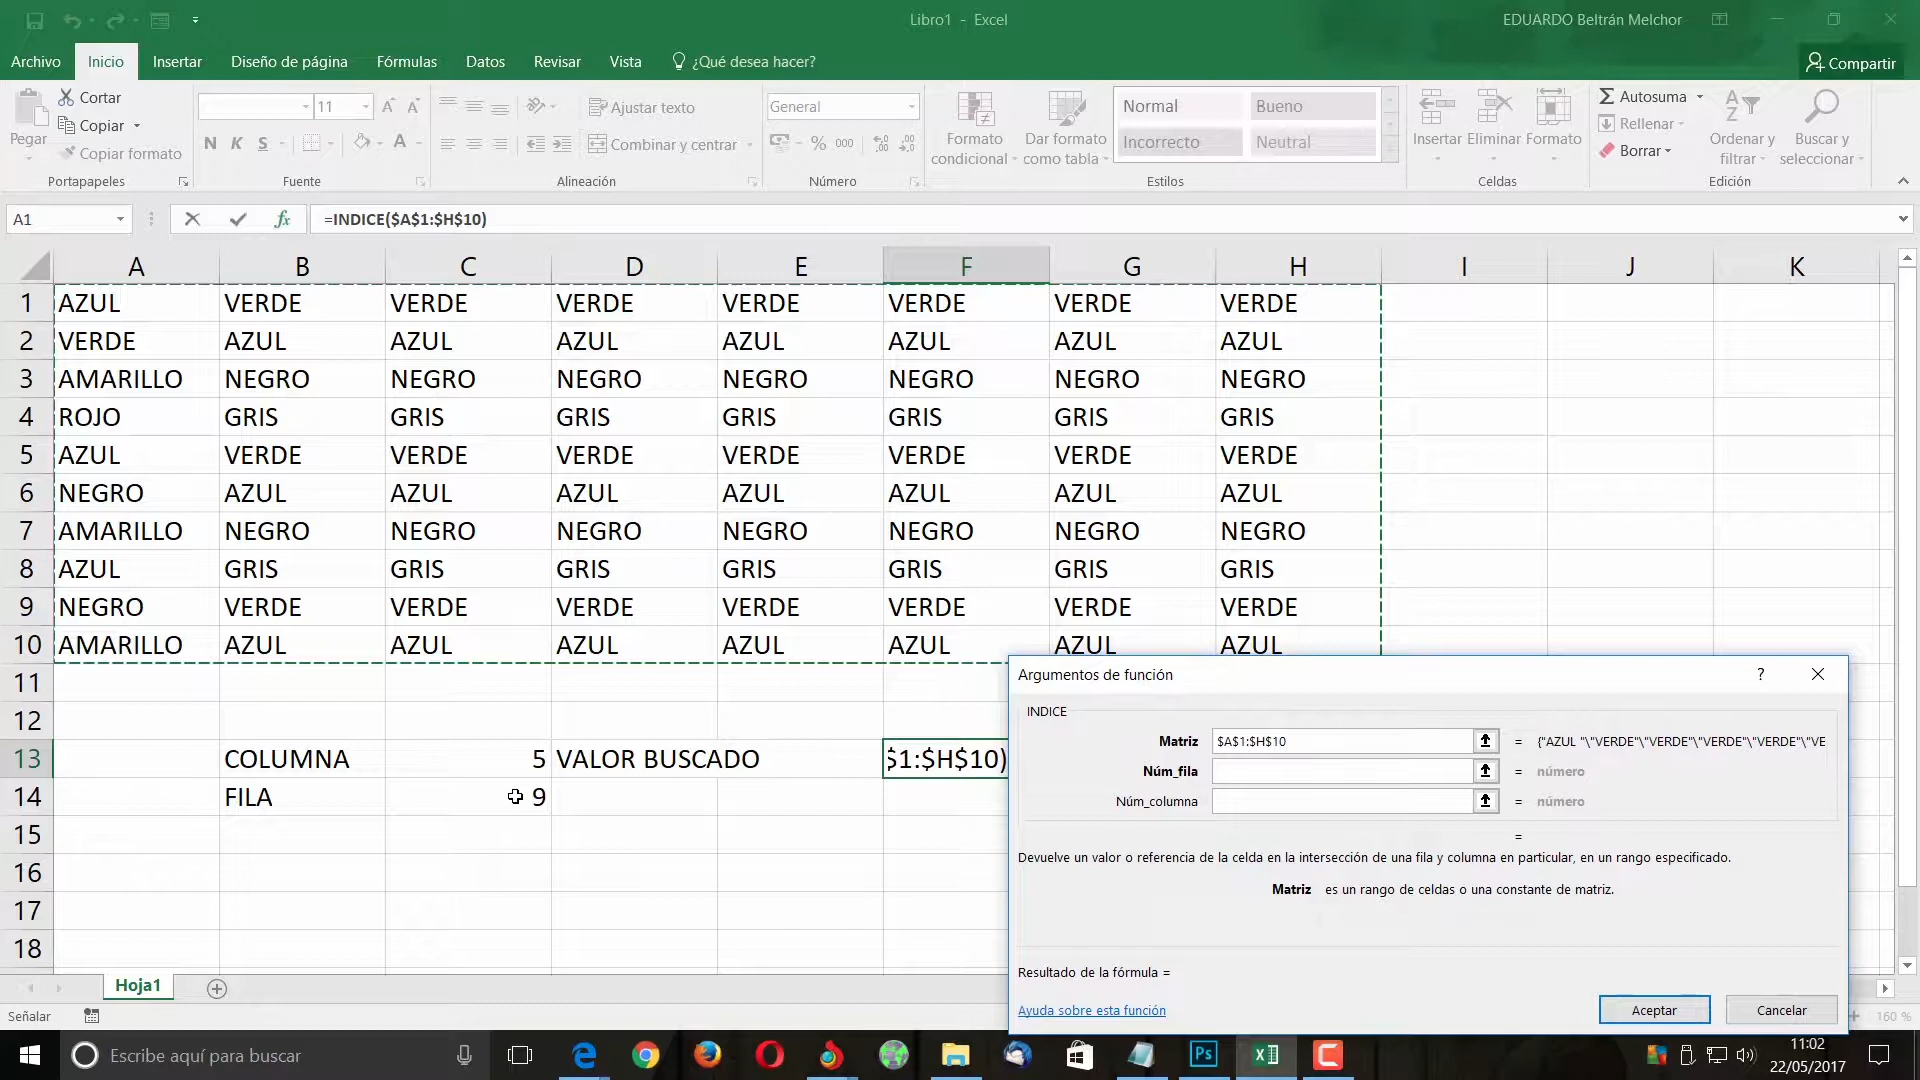 Libro1 - Excel
EDUARDO Beltrán Melchor
Archivo Inicio Insertar Diseño de página Fórmulas Datos Revisar Vista ¿Qué desea hacer? Compartir
Pegar
Cortar
Copiar
Copiar formato
Portapapeles
11
N K S
Fuente
Ajustar texto
Combinar y centrar
Alineación
General
% 000
Número
Formato condicional
Dar formato como tabla
Normal Bueno
Incorrecto Neutral
Estilos
Insertar Eliminar Formato
Celdas
Autosuma
Rellenar
Borrar
Ordenar y filtrar
Buscar y seleccionar
Edición
A1 fx =INDICE($A$1:$H$10)
A B C D E F G H I J K
1 AZUL VERDE VERDE VERDE VERDE VERDE VERDE VERDE
2 VERDE AZUL AZUL AZUL AZUL AZUL AZUL AZUL
3 AMARILLO NEGRO NEGRO NEGRO NEGRO NEGRO NEGRO NEGRO
4 ROJO GRIS GRIS GRIS GRIS GRIS GRIS GRIS
5 AZUL VERDE VERDE VERDE VERDE VERDE VERDE VERDE
6 NEGRO AZUL AZUL AZUL AZUL AZUL AZUL AZUL
7 AMARILLO NEGRO NEGRO NEGRO NEGRO NEGRO NEGRO NEGRO
8 AZUL GRIS GRIS GRIS GRIS GRIS GRIS GRIS
9 NEGRO VERDE VERDE VERDE VERDE VERDE VERDE VERDE
10 AMARILLO AZUL AZUL AZUL AZUL AZUL AZUL AZUL
11
12
13 COLUMNA 5 VALOR BUSCADO $1:$H$10)
14 FILA 9
15
16
17
18
Argumentos de función ?
INDICE
Matriz $A$1:$H$10 = {"AZUL "\"VERDE"\"VERDE"\"VERDE"\"VERDE"\"VE
Núm_fila = número
Núm_columna = número
=
Devuelve un valor o referencia de la celda en la intersección de una fila y columna en particular, en un rango especificado.
Matriz es un rango de celdas o una constante de matriz.
Resultado de la fórmula =
Ayuda sobre esta función
Aceptar Cancelar
Hoja1
Señalar
160 %
Escribe aquí para buscar
Ps
11:02
22/05/2017